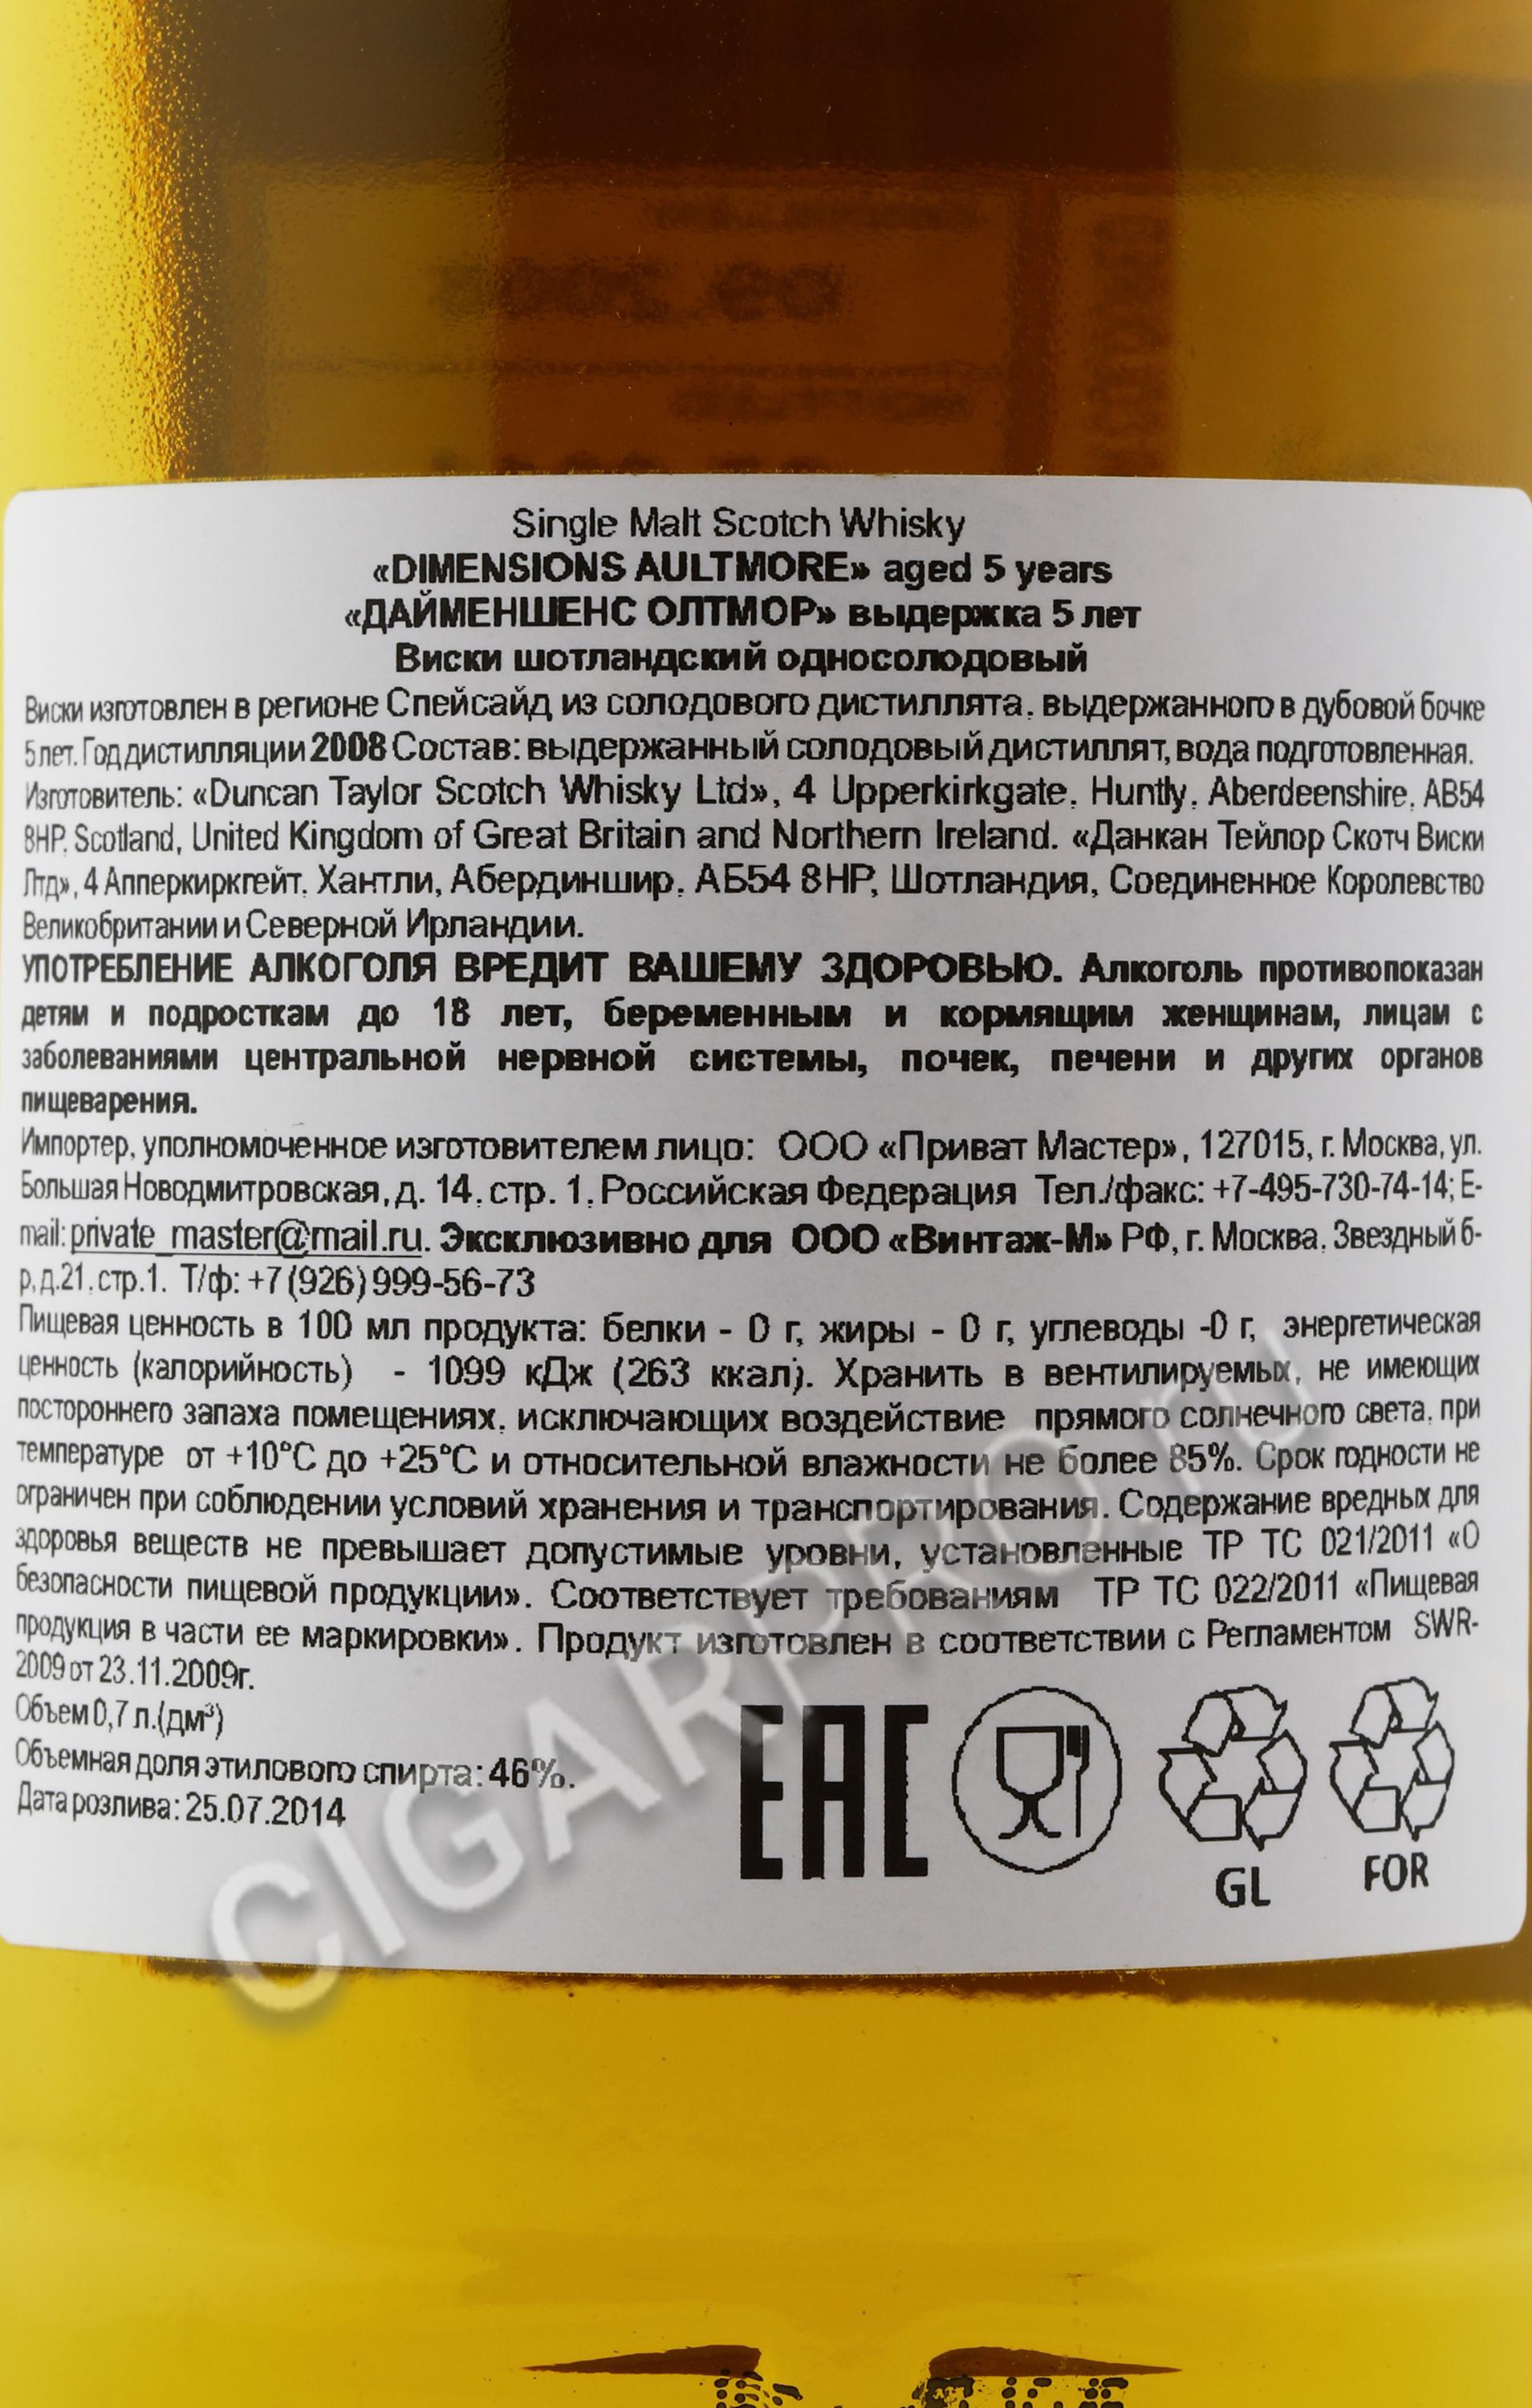 Single Malt Scotch Whisky
«DIMENSIONS AULTMORE» aged 5 years
«ДАЙМЕНШЕНС ОЛТМОР» выдержка 5 лет
Виски шотландский односолодовый
Виски изготовлен в регионе Спейсайд из солодового дистиллята, выдержанного в дубовой бочке
5 лет. Год дистилляции 2008 Состав: выдержанный солодовый дистиллят, вода подготовленная.
Изготовитель: «Duncan Taylor Scotch Whisky Ltd», 4 Upperkirkgate, Huntly, Aberdeenshire, AB54
8HP, Scotland, United Kingdom of Great Britain and Northern Ireland. «Данкан Тейлор Скотч Виски
Лтд», 4 Апперкиркгейт, Хантли, Абердиншир, АБ54 8НР, Шотландия, Соединенное Королевство
Великобритании и Северной Ирландии.
УПОТРЕБЛЕНИЕ АЛКОГОЛЯ ВРЕДИТ ВАШЕМУ ЗДОРОВЬЮ. Алкоголь противопоказан
детям и подросткам до 18 лет, беременным и кормящим женщинам, лицам с
заболеваниями центральной нервной системы, почек, печени и других органов
пищеварения.
Импортер, уполномоченное изготовителем лицо: ООО «Приват Мастер», 127015, г. Москва, ул.
Большая Новодмитровская, д. 14, стр. 1, Российская Федерация Тел./факс: +7-495-730-74-14; E-
mail: private_master@mail.ru. Эксклюзивно для ООО «Винтаж-М» РФ, г. Москва, Звездный б-
р, д.21, стр.1. Т/ф: +7 (926) 999-56-73
Пищевая ценность в 100 мл продукта: белки - 0 г, жиры - 0 г, углеводы -0 г, энергетическая
ценность (калорийность) - 1099 кДж (263 ккал). Хранить в вентилируемых, не имеющих
постороннего запаха помещениях, исключающих воздействие прямого солнечного света, при
температуре от +10°C до +25°C и относительной влажности не более 85%. Срок годности не
ограничен при соблюдении условий хранения и транспортирования. Содержание вредных для
здоровья веществ не превышает допустимые уровни, установленные ТР ТС 021/2011 «О
безопасности пищевой продукции». Соответствует требованиям ТР ТС 022/2011 «Пищевая
продукция в части ее маркировки». Продукт изготовлен в соответствии с Регламентом SWR-
2009 от 23.11.2009г.
Объем 0,7 л.(дм³)
Объемная доля этилового спирта: 46%.
Дата розлива: 25.07.2014
EAC
GL
FOR
CIGARPRO.ru